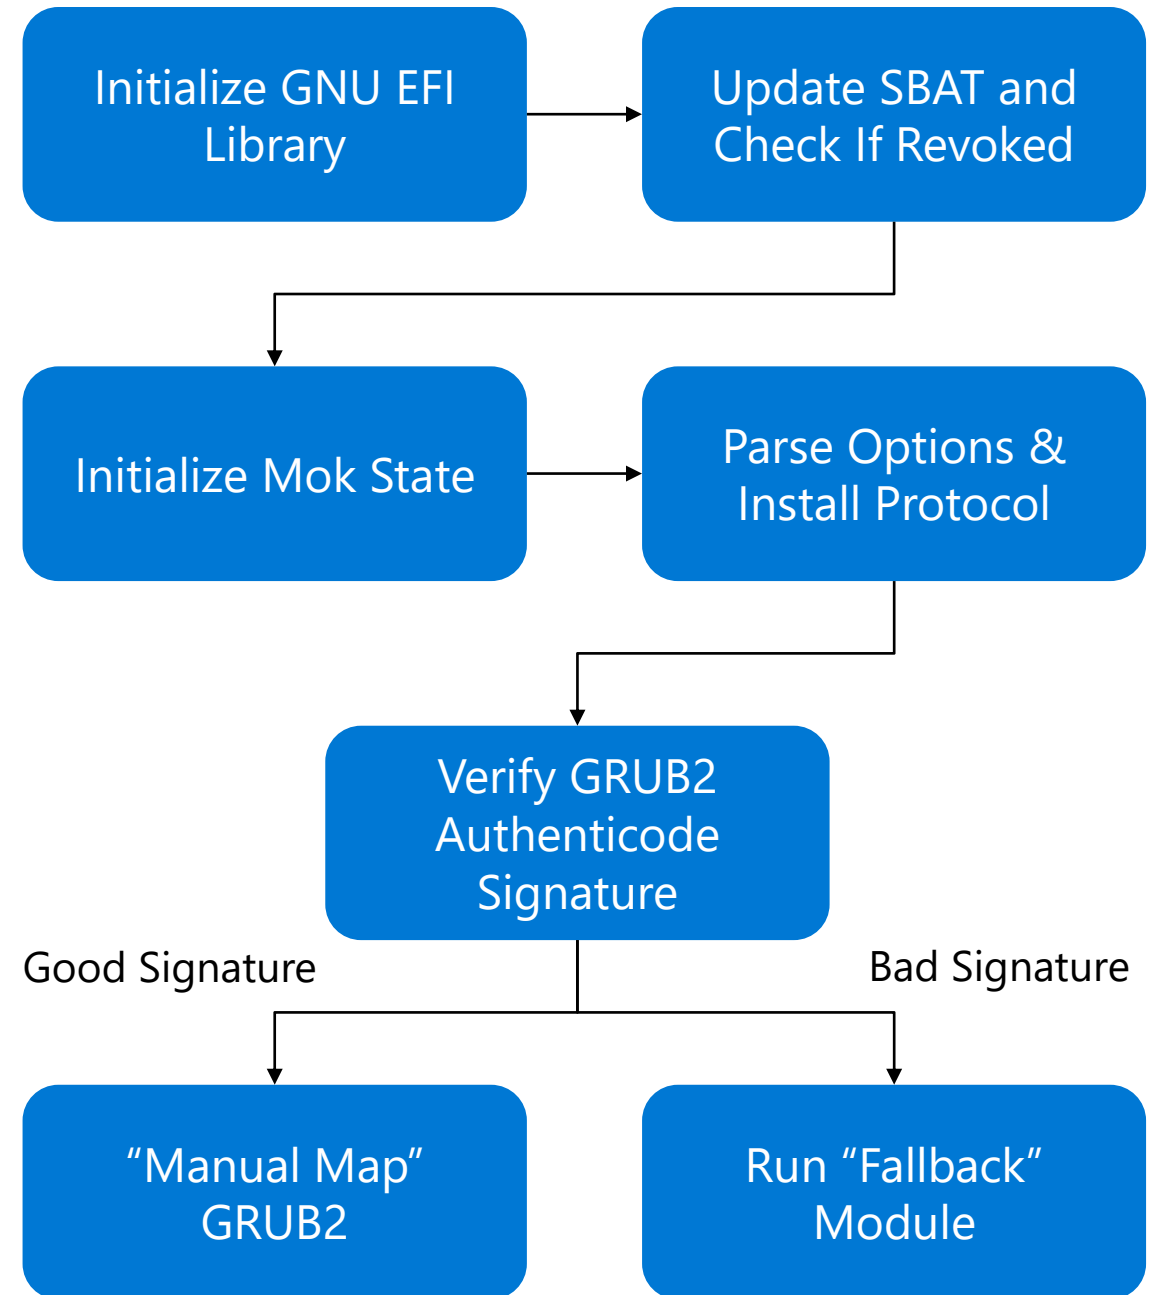 Initialize GNU EFI
Library
Update SBAT and
Check If Revoked
Initialize Mok State
Parse Options &
Install Protocol
Verify GRUB2
Authenticode
Signature
Good Signature
Bad Signature
“Manual Map”
GRUB2
Run “Fallback”
Module